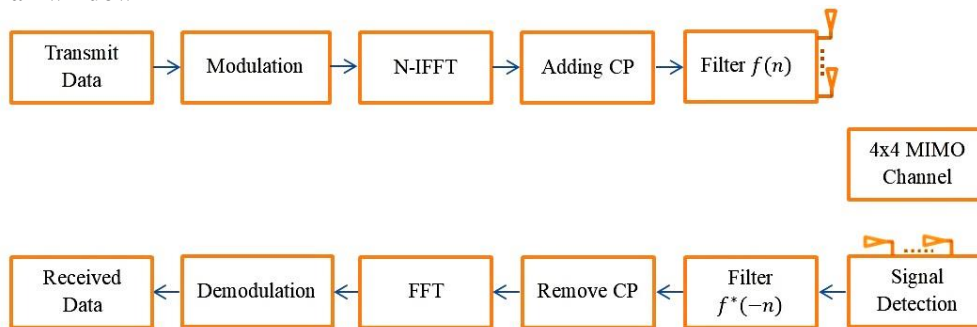 Transmit
Data
Modulation
N-IFFT
Adding CP
Filter f(n)
4x4 MIMO
Channel
Received
Data
Demodulation
FFT
Remove CP
Filter
f*(−n)
Signal
Detection